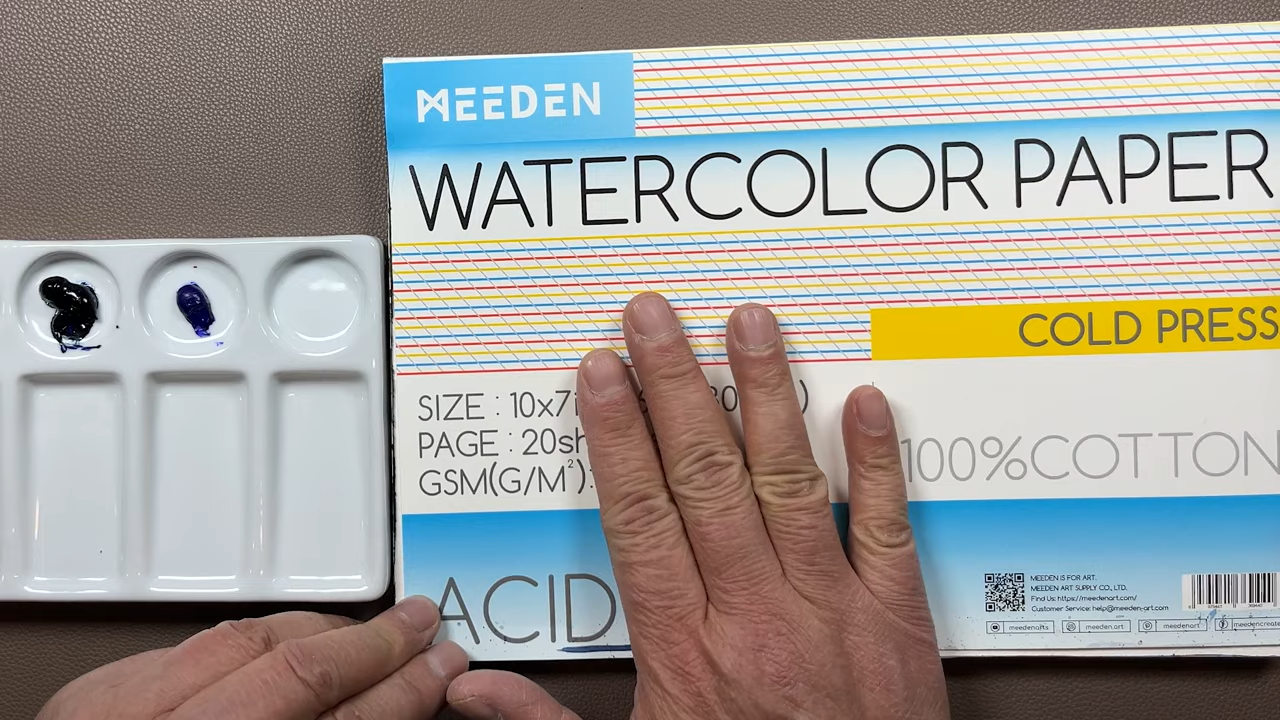 MEEDEN
WATERCOLOR PAPER
COLD PRESS
SIZE : 10x7
PAGE : 20sh
GSM(G/M²):
100%COTTON
ACID
MEEDEN IS FOR ART.
MEEDEN ART SUPPLY CO., LTD.
Find Us: https://meedenart.com/
Customer Service: help@meeden-art.com
meedenarts meeden.art meedenart meedencreate